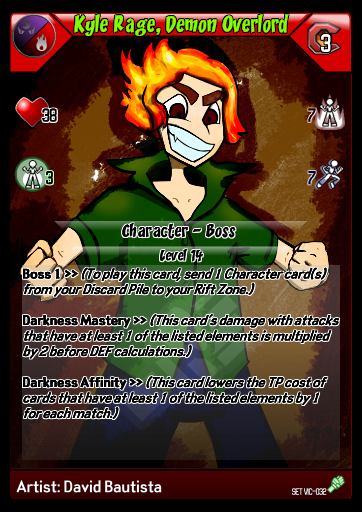 Kyle Rage, Demon Overlord
3
38
7
3
7
Character - Boss
Level 14
Boss 1 >> (To play this card, send 1 Character card(s)
from your Discard Pile to your Rift Zone.)
Darkness Mastery >> (This card's damage with attacks
that have at least 1 of the listed elements is multiplied
by 2 before DEF calculations.)
Darkness Affinity >> (This card lowers the TP cost of
cards that have at least 1 of the listed elements by 1
for each match.)
Artist: David Bautista
SET VIC-032